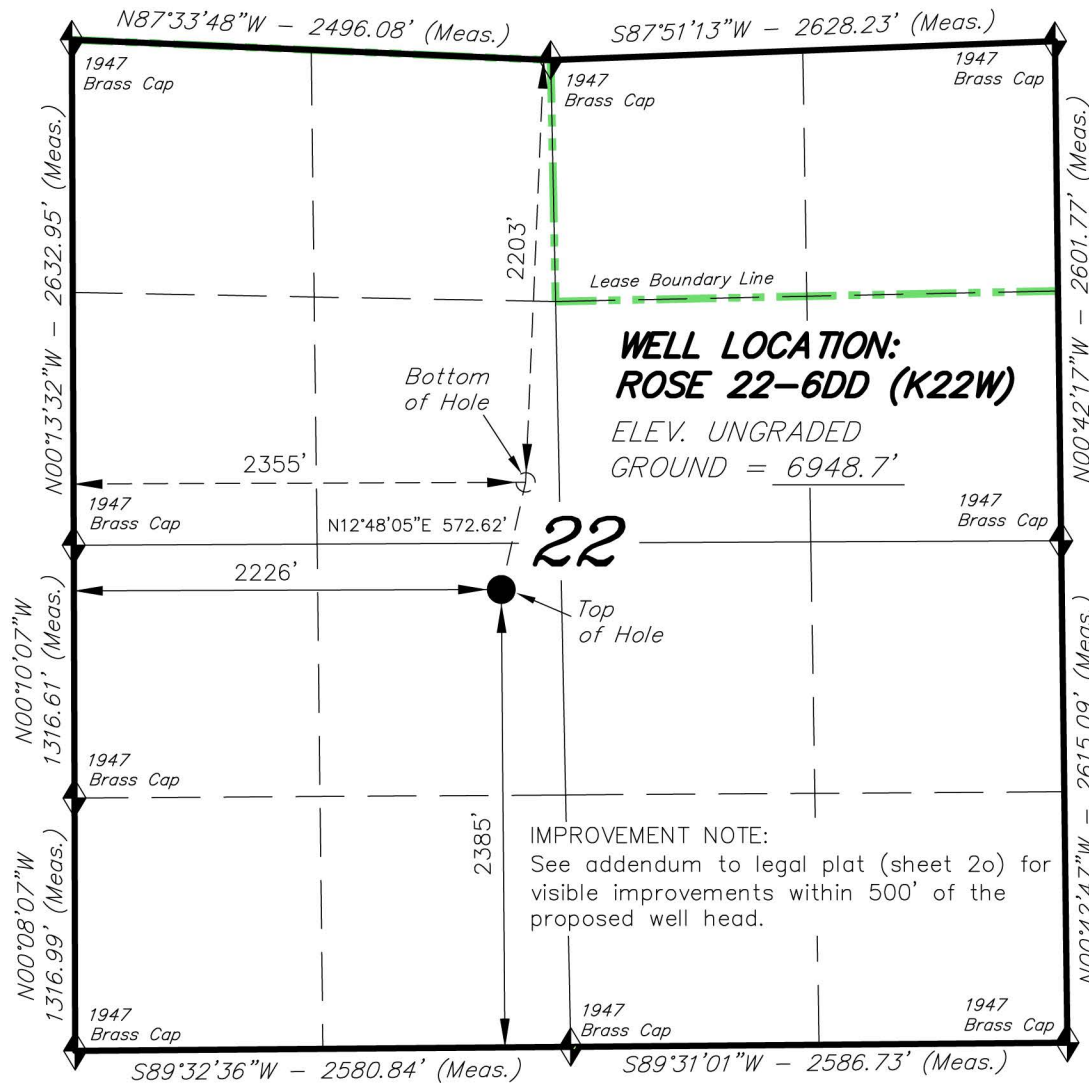 N87°33'48"W – 2496.08' (Meas.)
S87°51'13"W – 2628.23' (Meas.)
1947
Brass Cap
1947
Brass Cap
1947
Brass Cap
N00°13'32"W – 2632.95' (Meas.)
N00°42'17"W – 2601.77' (Meas.)
2203'
Lease Boundary Line
WELL LOCATION:
ROSE 22–6DD (K22W)
ELEV. UNGRADED
GROUND = 6948.7'
Bottom
of Hole
2355'
1947
Brass Cap
N12°48'05"E 572.62'
22
1947
Brass Cap
2226'
Top
of Hole
N00°10'07"W
1316.61' (Meas.)
N00°42'47"W – 2615.09' (Meas.)
1947
Brass Cap
2385'
IMPROVEMENT NOTE:
See addendum to legal plat (sheet 2o) for
visible improvements within 500' of the
proposed well head.
N00°08'07"W
1316.99' (Meas.)
1947
Brass Cap
1947
Brass Cap
1947
Brass Cap
S89°32'36"W – 2580.84' (Meas.)
S89°31'01"W – 2586.73' (Meas.)